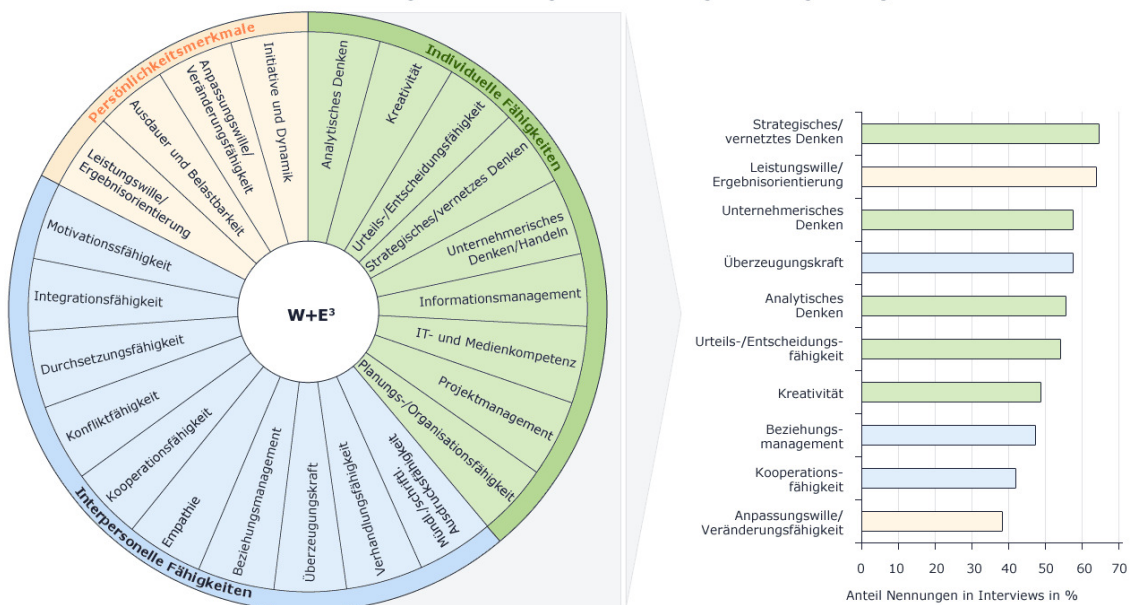 Persönlichkeitsmerkmale
Individuelle Fähigkeiten
Interpersonelle Fähigkeiten
W+E³
Analytisches Denken
Kreativität
Urteils-/Entscheidungsfähigkeit
Strategisches/vernetzes Denken
Unternehmerisches
Denken/Handeln
Informationsmanagement
IT- und Medienkompetenz
Projektmanagement
Planungs-/Organisationsfähigkeit
Mündl./schriftl.
Ausdrucksfähigkeit
Verhandlungsfähigkeit
Überzeugungskraft
Beziehungsmanagement
Empathie
Kooperationsfähigkeit
Konfliktfähigkeit
Durchsetzungsfähigkeit
Integrationsfähigkeit
Motivationssfähigkeit
Leistungswille/
Ergebnisorientierung
Ausdauer und Belastbarkeit
Anpassungswille/
Veränderungsfähigkeit
Initiative und Dynamik
Strategisches/
vernetztes Denken
Leistungswille/
Ergebnisorientierung
Unternehmerisches
Denken
Überzeugungskraft
Analytisches
Denken
Urteils-/Entscheidungs-
fähigkeit
Kreativität
Beziehungs-
management
Kooperations-
fähigkeit
Anpassungswille/
Veränderungsfähigkeit
0 10 20 30 40 50 60 70
Anteil Nennungen in Interviews in %